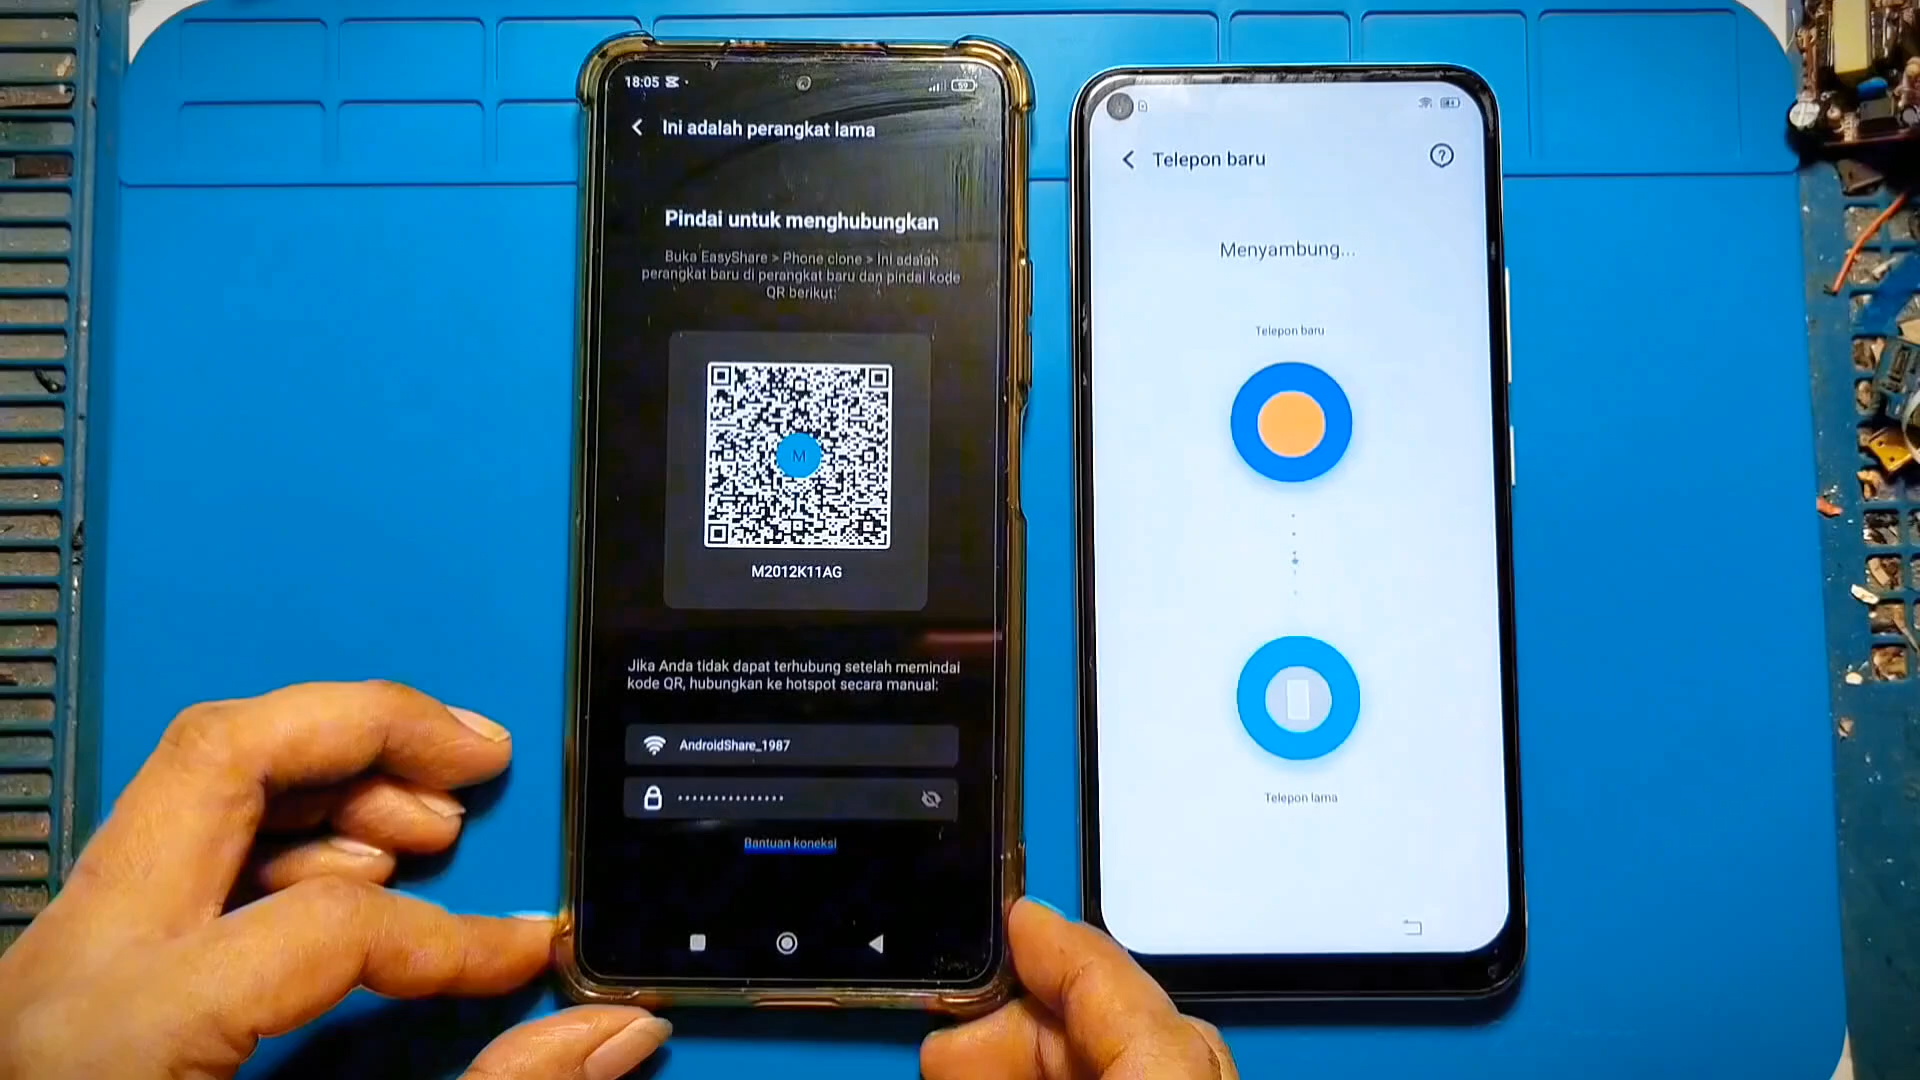 18:05
59
Ini adalah perangkat lama
Pindai untuk menghubungkan
Buka EasyShare > Phone clone > Ini adalah
perangkat baru di perangkat baru dan pindai kode
QR berikut:
M
M2012K11AG
Jika Anda tidak dapat terhubung setelah memindai
kode QR, hubungkan ke hotspot secara manual:
AndroidShare_1987
Bantuan koneksi
Telepon baru
?
Menyambung...
Telepon baru
Telepon lama